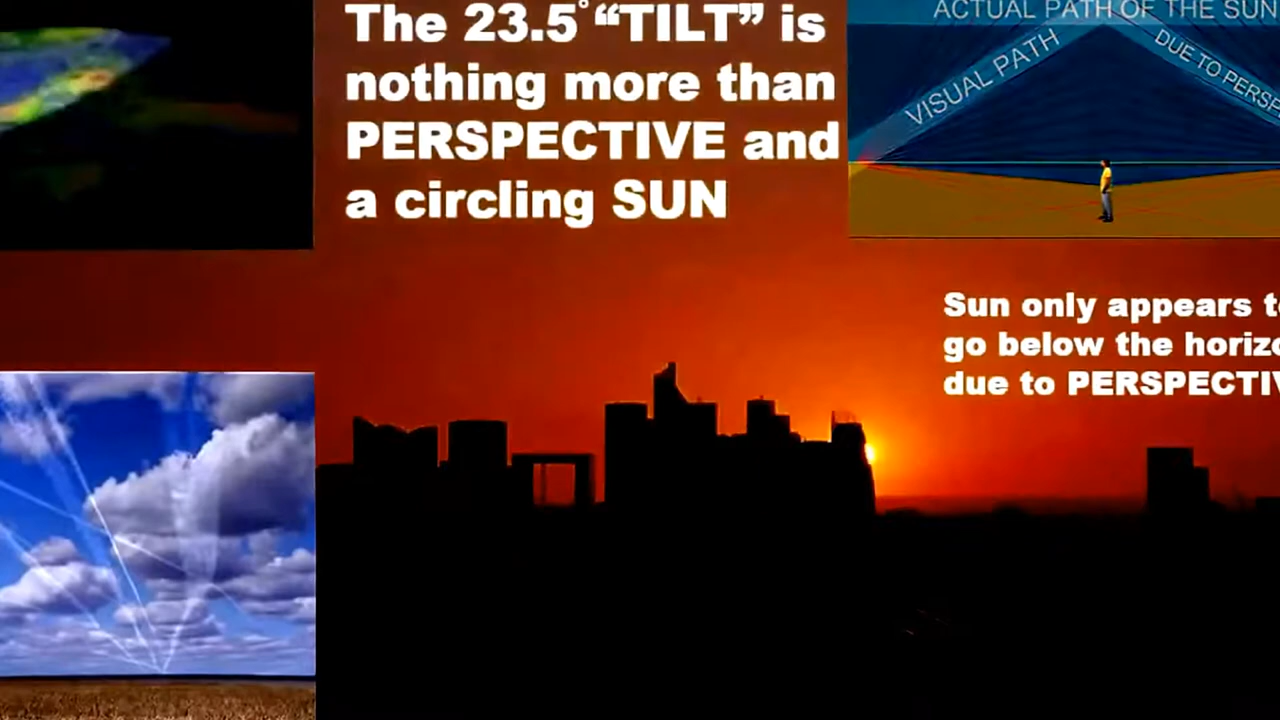 The 23.5° “TILT” is
nothing more than
PERSPECTIVE and
a circling SUN
ACTUAL PATH OF THE SUN
VISUAL PATH
DUE TO
Sun only appears
go below the
due to